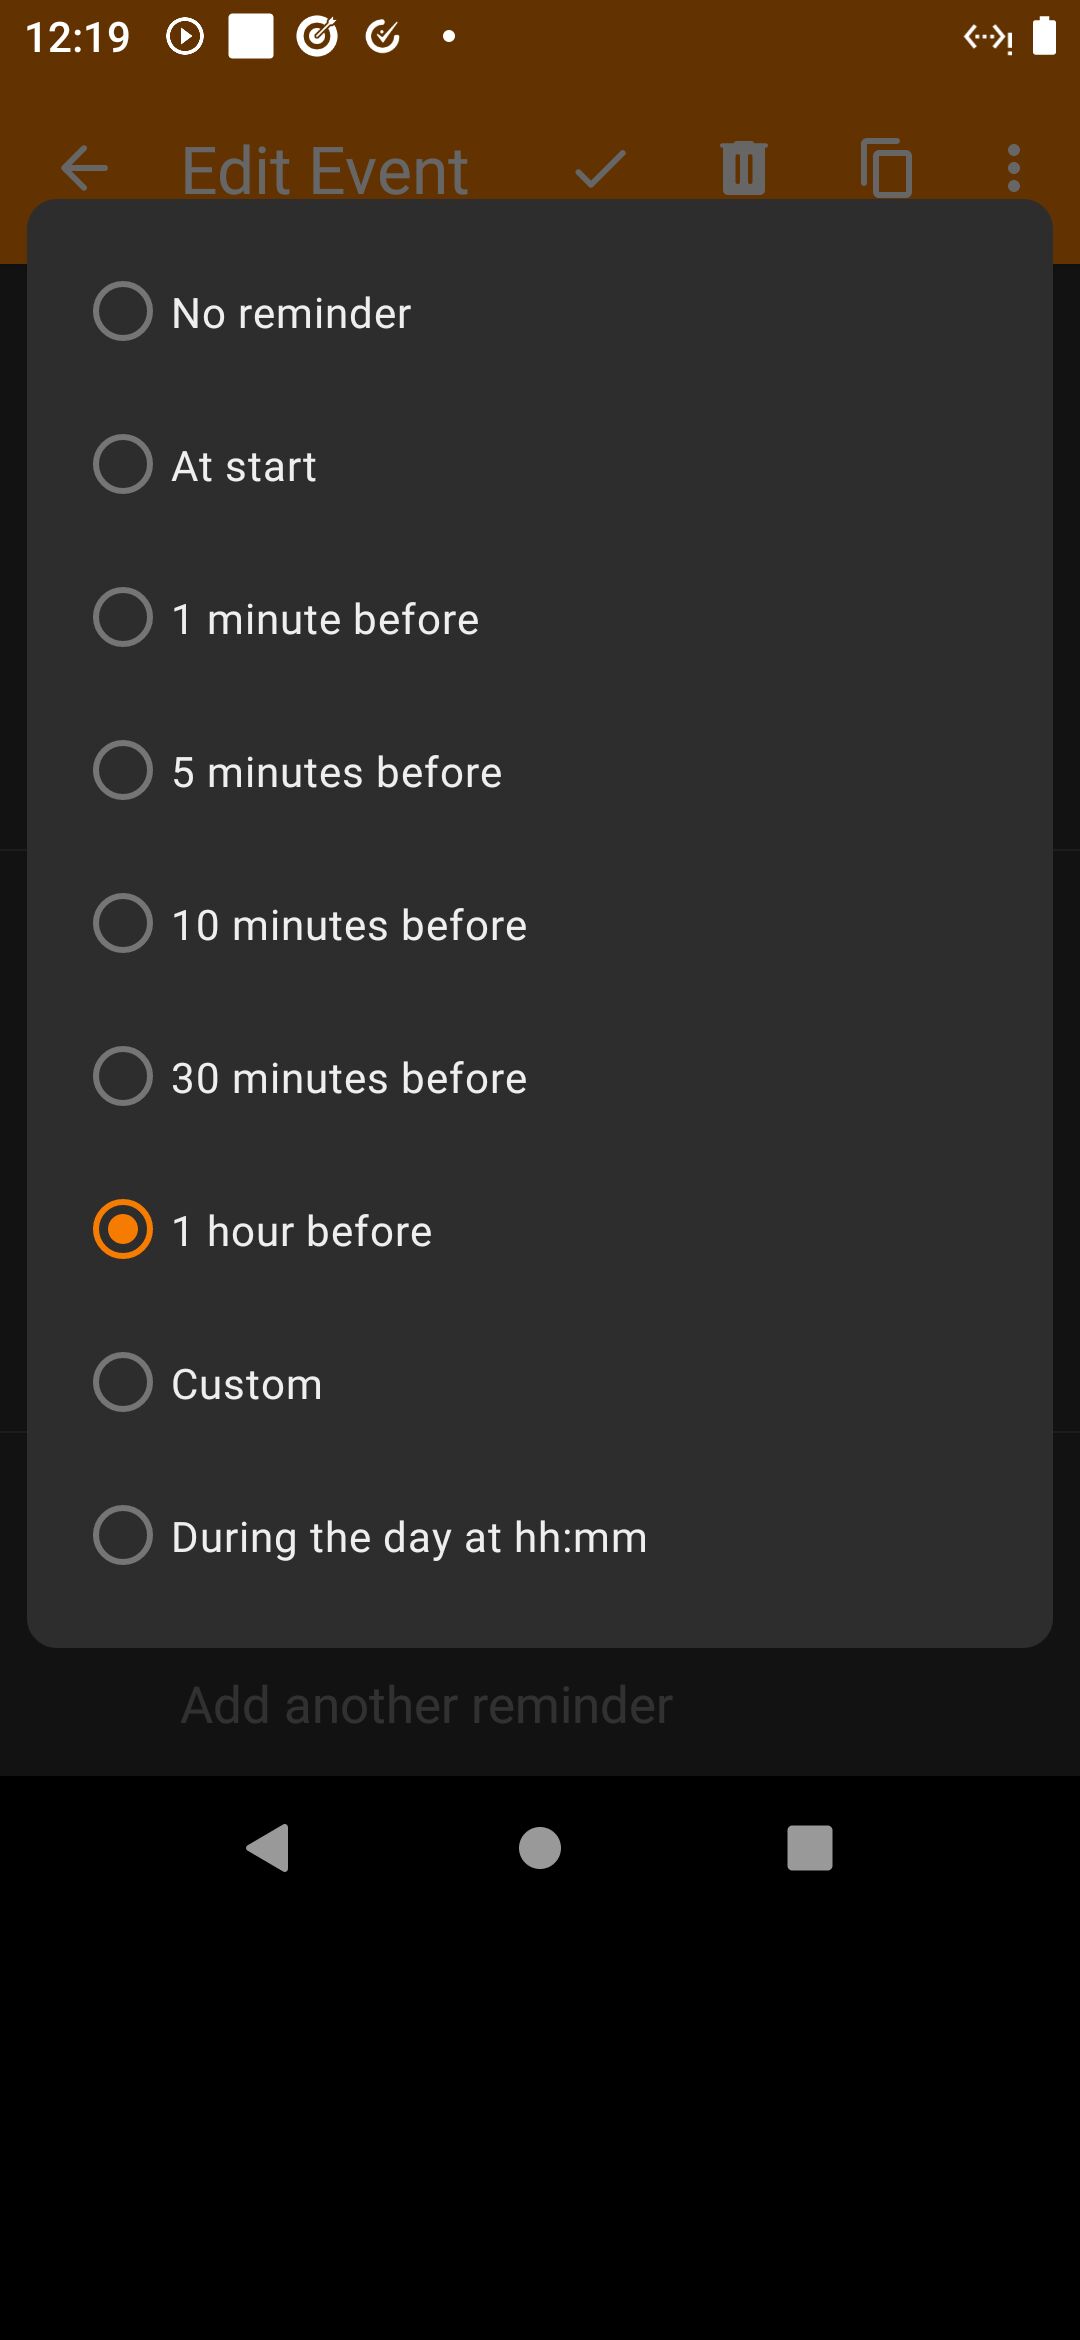 12:19
Edit Event
No reminder
At start
1 minute before
5 minutes before
10 minutes before
30 minutes before
1 hour before
Custom
During the day at hh:mm
Add another reminder